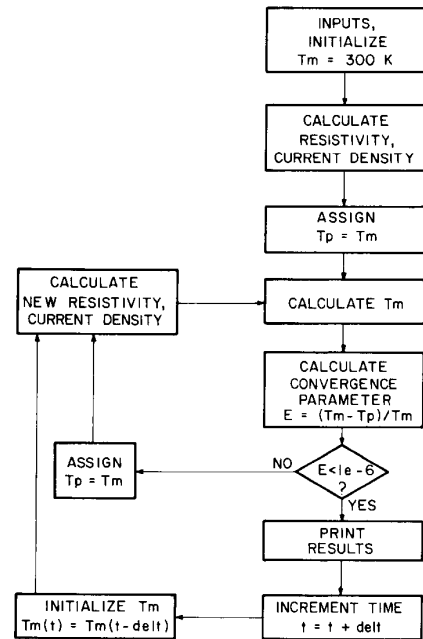 INPUTS,
INITIALIZE
Tm = 300 K
CALCULATE
RESISTIVITY,
CURRENT DENSITY
ASSIGN
Tp = Tm
CALCULATE
NEW RESISTIVITY,
CURRENT DENSITY
CALCULATE Tm
CALCULATE
CONVERGENCE
PARAMETER
E = (Tm-Tp)/Tm
ASSIGN
Tp = Tm
NO
E<1e-6
?
YES
PRINT
RESULTS
INITIALIZE Tm
Tm(t) = Tm(t-delt)
INCREMENT TIME
t = t + delt